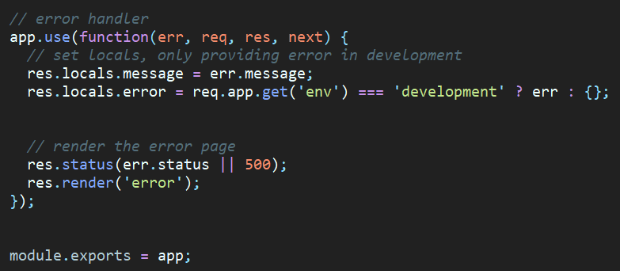 // error handler
app.use(function(err, req, res, next) {
  // set locals, only providing error in development
  res.locals.message = err.message;
  res.locals.error = req.app.get('env') === 'development' ? err : {};
  // render the error page
  res.status(err.status || 500);
  res.render('error');
});
module.exports = app;